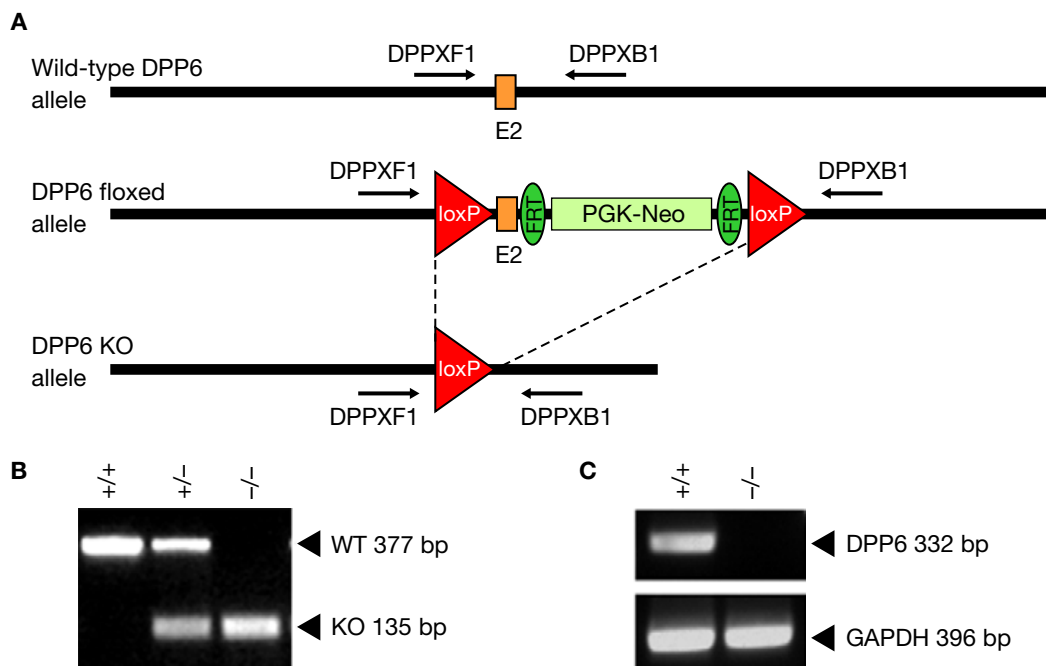 A
DPPXF1 DPPXB1
Wild-type DPP6
allele
E2
DPPXF1 DPPXB1
DPP6 floxed
allele
loxP FRT PGK-Neo FRT loxP
E2
DPP6 KO
allele
loxP
DPPXF1 DPPXB1
B
+/+ +/– –/–
WT 377 bp
KO 135 bp
C
+/+ –/–
DPP6 332 bp
GAPDH 396 bp